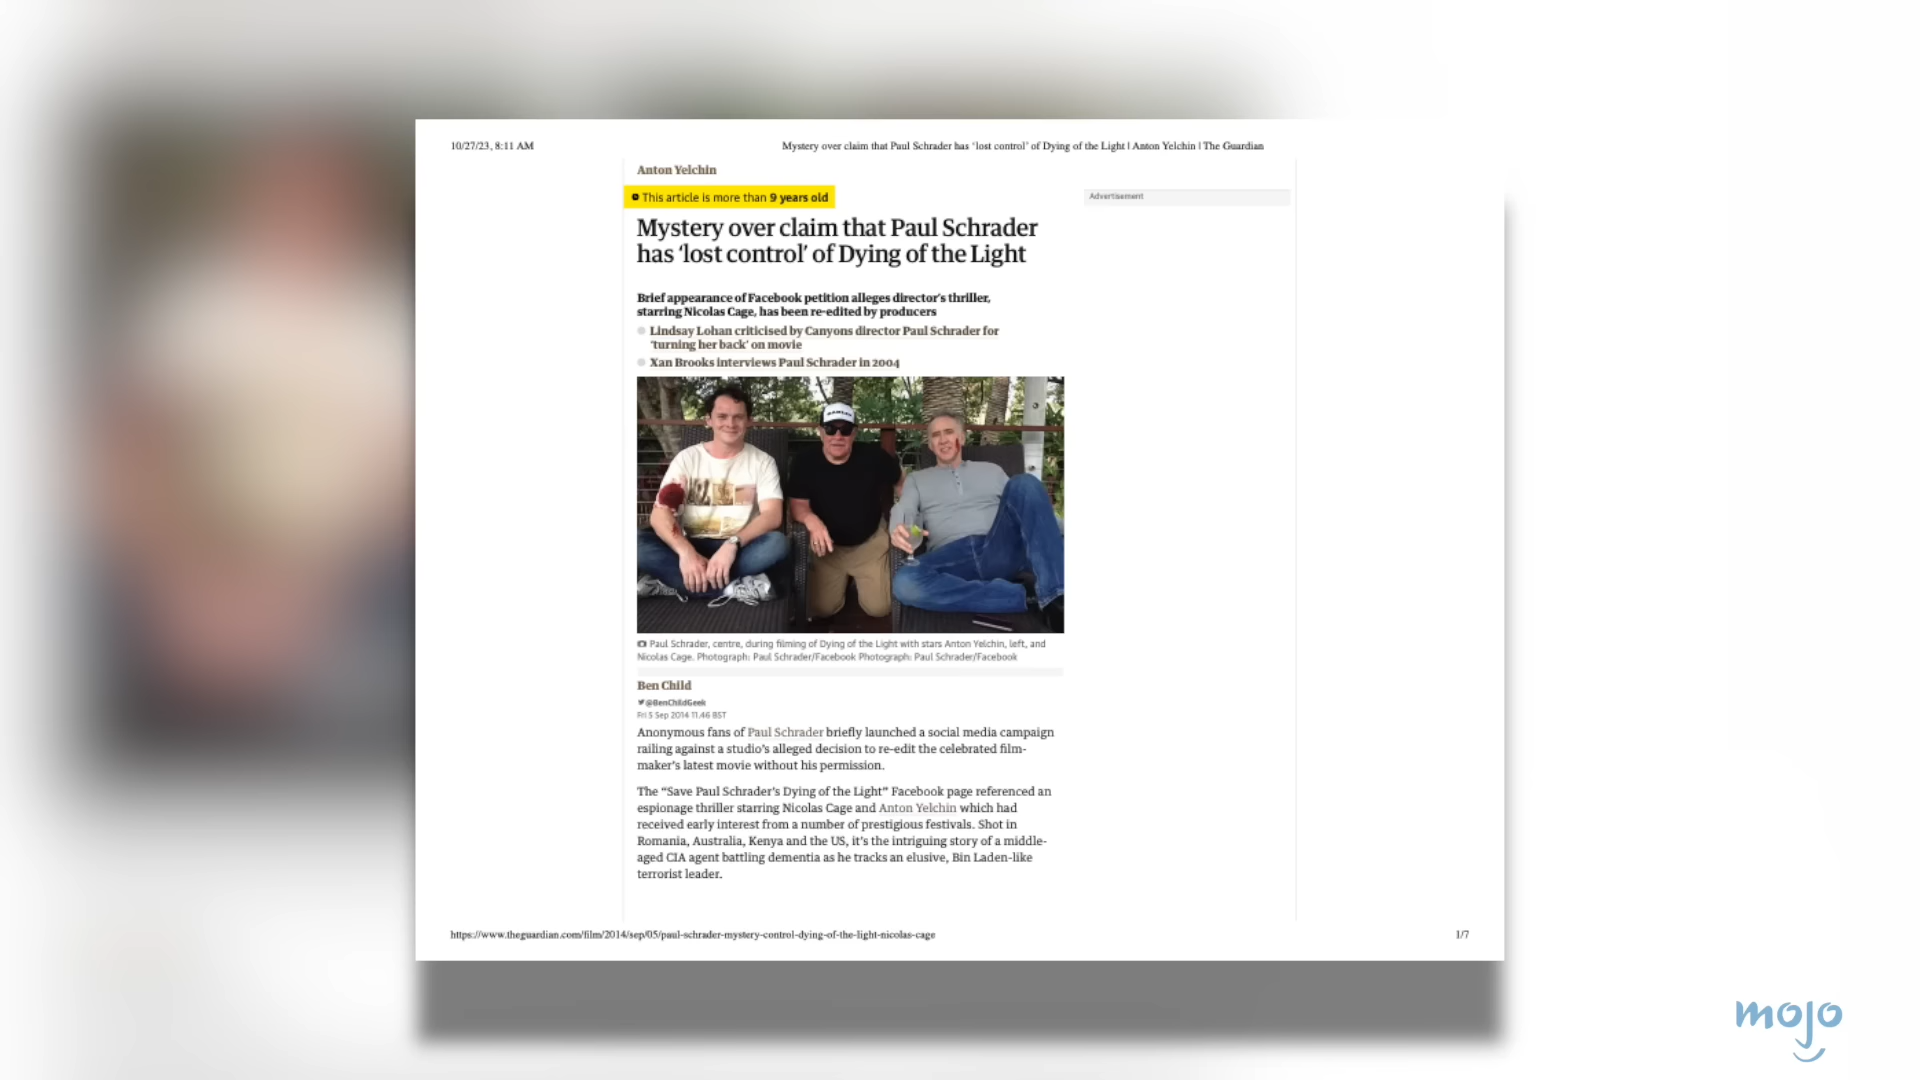 10/27/23, 8:11 AM
Mystery over claim that Paul Schrader has ‘lost control’ of Dying of the Light | Anton Yelchin | The Guardian
Anton Yelchin
This article is more than 9 years old
Advertisement
Mystery over claim that Paul Schrader
has ‘lost control’ of Dying of the Light
Brief appearance of Facebook petition alleges director’s thriller,
starring Nicolas Cage, has been re-edited by producers
Lindsay Lohan criticised by Canyons director Paul Schrader for
‘turning her back’ on movie
Xan Brooks interviews Paul Schrader in 2004
Paul Schrader, centre, during filming of Dying of the Light with stars Anton Yelchin, left, and
Nicolas Cage. Photograph: Paul Schrader/Facebook Photograph: Paul Schrader/Facebook
Ben Child
@BenChildGeek
Fri 5 Sep 2014 11.46 BST
Anonymous fans of Paul Schrader briefly launched a social media campaign
railing against a studio’s alleged decision to re-edit the celebrated film-
maker’s latest movie without his permission.
The “Save Paul Schrader’s Dying of the Light” Facebook page referenced an
espionage thriller starring Nicolas Cage and Anton Yelchin which had
received early interest from a number of prestigious festivals. Shot in
Romania, Australia, Kenya and the US, it’s the intriguing story of a middle-
aged CIA agent battling dementia as he tracks an elusive, Bin Laden-like
terrorist leader.
https://www.theguardian.com/film/2014/sep/05/paul-schrader-mystery-control-dying-of-the-light-nicolas-cage
1/7
mojo